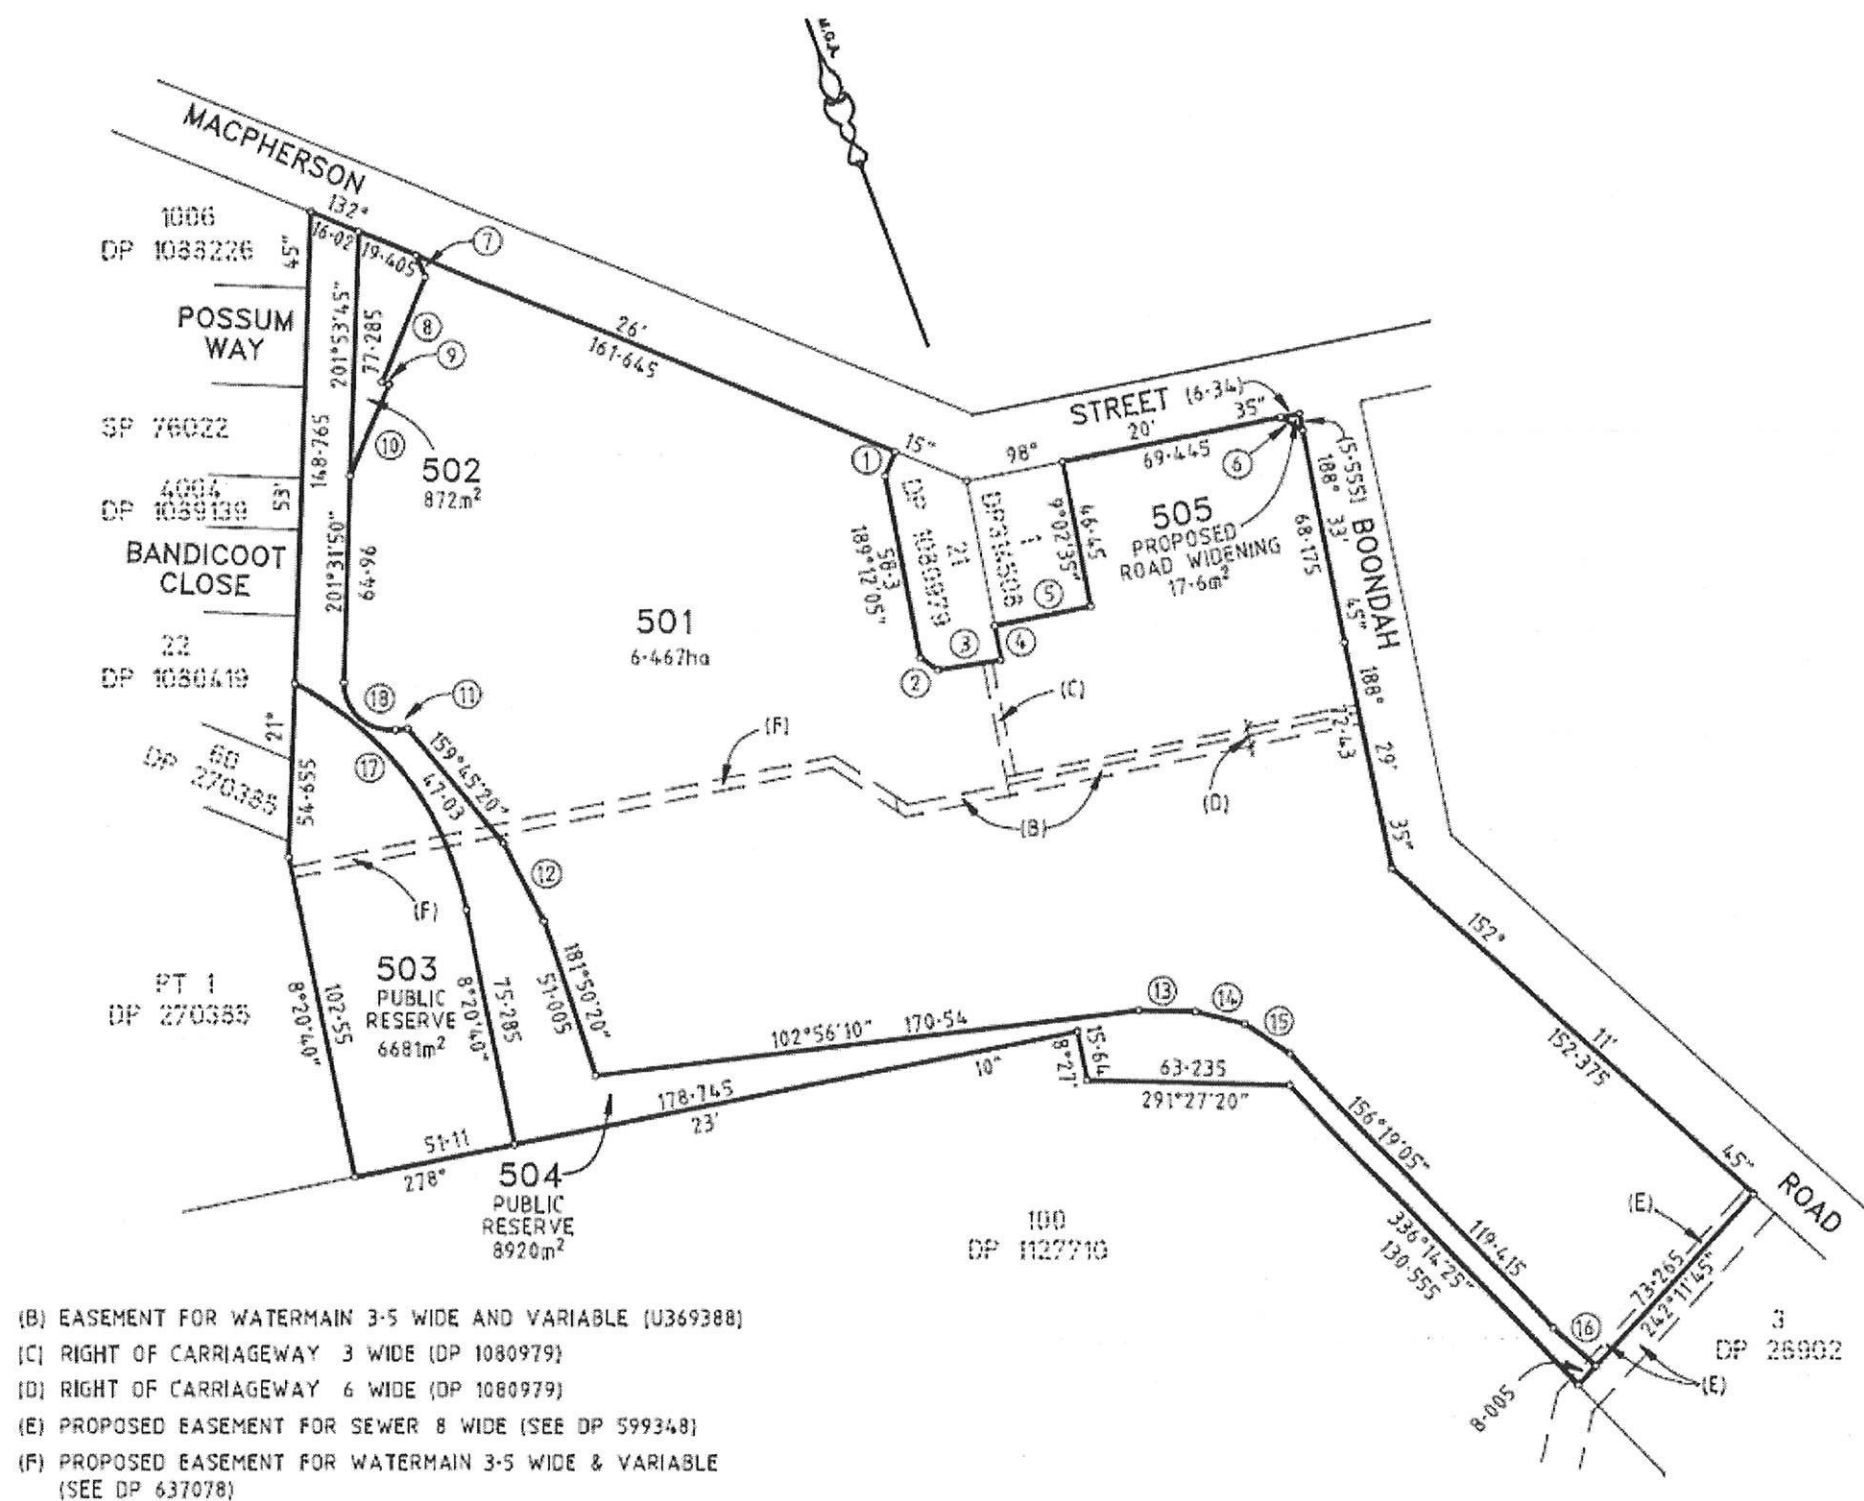 M.G.A.
MACPHERSON
132°
16·02
19·405
7
1006
DP 1088226
45"
POSSUM
WAY
201°53'45"
77·285
8
9
26'
161·645
SP 76022
148·765
10
502
872m²
53'
4004
DP 1089139
BANDICOOT
CLOSE
201°31'50"
64·96
22
DP 1080419
501
6·467ha
STREET (6·34)
35"
20'
69·445
98°
15"
1
6
(5·555)
BOONDAH
188°
33'
68·175
45"
505
PROPOSED
ROAD WIDENING
17·6m²
46·45
9°02'35"
1
DP
21
DP 1080979
58·3
189°12'05"
5
4
3
2
18
11
(C)
(F)
188°
29'
35"
21°
60
DP 270385
54·655
17
159°45'20"
47·03
(D)
(B)
12
(F)
152°
11'
152·375
45"
PT 1
DP 270385
8°20'40"
102·55
503
PUBLIC
RESERVE
6681m²
75·285
8°20'40"
181°50'20"
51·005
102°56'10"
170·54
13
14
15
15·64
8°27'
10"
63·235
291°27'20"
178·745
23'
51·11
278°
504
PUBLIC
RESERVE
8920m²
100
DP 1127710
156°19'05"
119·415
336°14'25"
130·555
ROAD
(E)
73·265
242°11'45"
16
3
DP 26902
(E)
8·005
(B) EASEMENT FOR WATERMAIN 3·5 WIDE AND VARIABLE (U369388)
(C) RIGHT OF CARRIAGEWAY 3 WIDE (DP 1080979)
(D) RIGHT OF CARRIAGEWAY 6 WIDE (DP 1080979)
(E) PROPOSED EASEMENT FOR SEWER 8 WIDE (SEE DP 599348)
(F) PROPOSED EASEMENT FOR WATERMAIN 3·5 WIDE & VARIABLE
(SEE DP 637078)